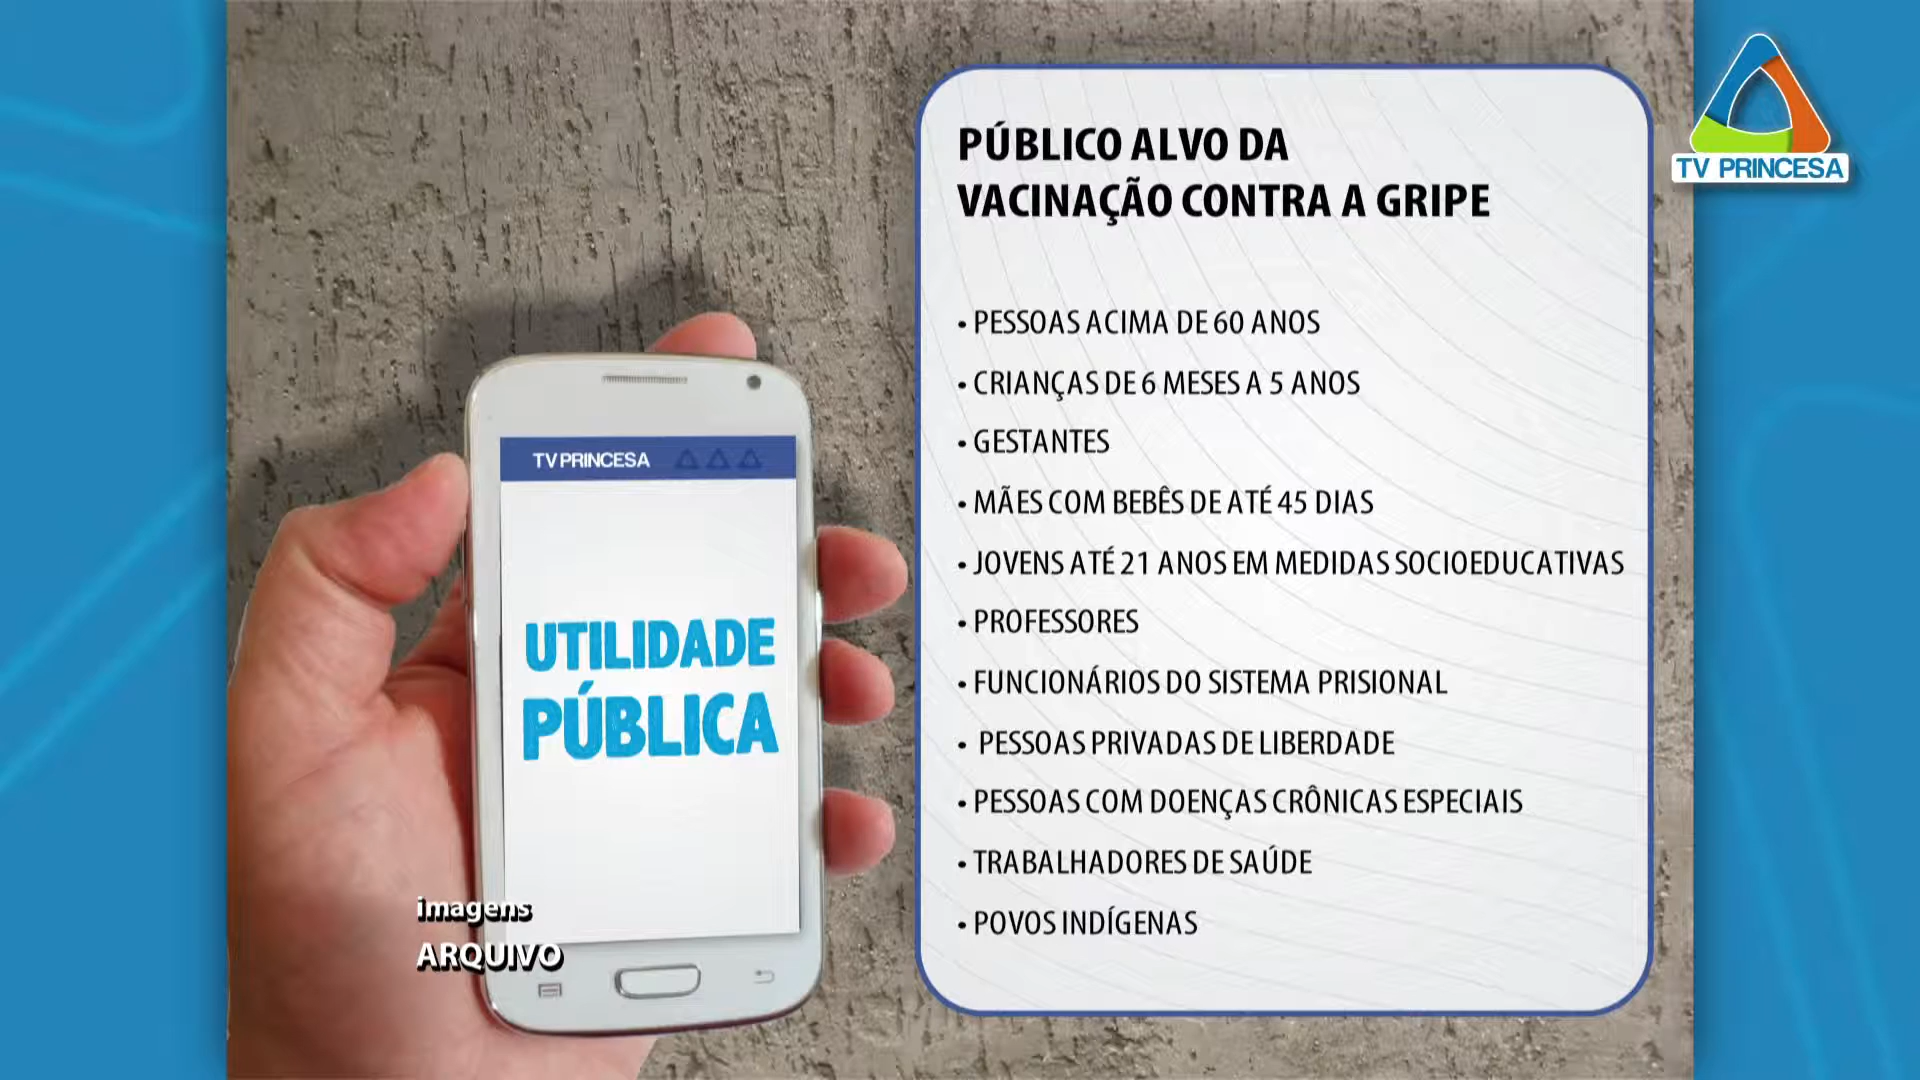 TV PRINCESA
PÚBLICO ALVO DA
VACINAÇÃO CONTRA A GRIPE
• PESSOAS ACIMA DE 60 ANOS
• CRIANÇAS DE 6 MESES A 5 ANOS
• GESTANTES
• MÃES COM BEBÊS DE ATÉ 45 DIAS
• JOVENS ATÉ 21 ANOS EM MEDIDAS SOCIOEDUCATIVAS
• PROFESSORES
• FUNCIONÁRIOS DO SISTEMA PRISIONAL
• PESSOAS PRIVADAS DE LIBERDADE
• PESSOAS COM DOENÇAS CRÔNICAS ESPECIAIS
• TRABALHADORES DE SAÚDE
• POVOS INDÍGENAS
TV PRINCESA
UTILIDADE
PÚBLICA
imagens
ARQUIVO